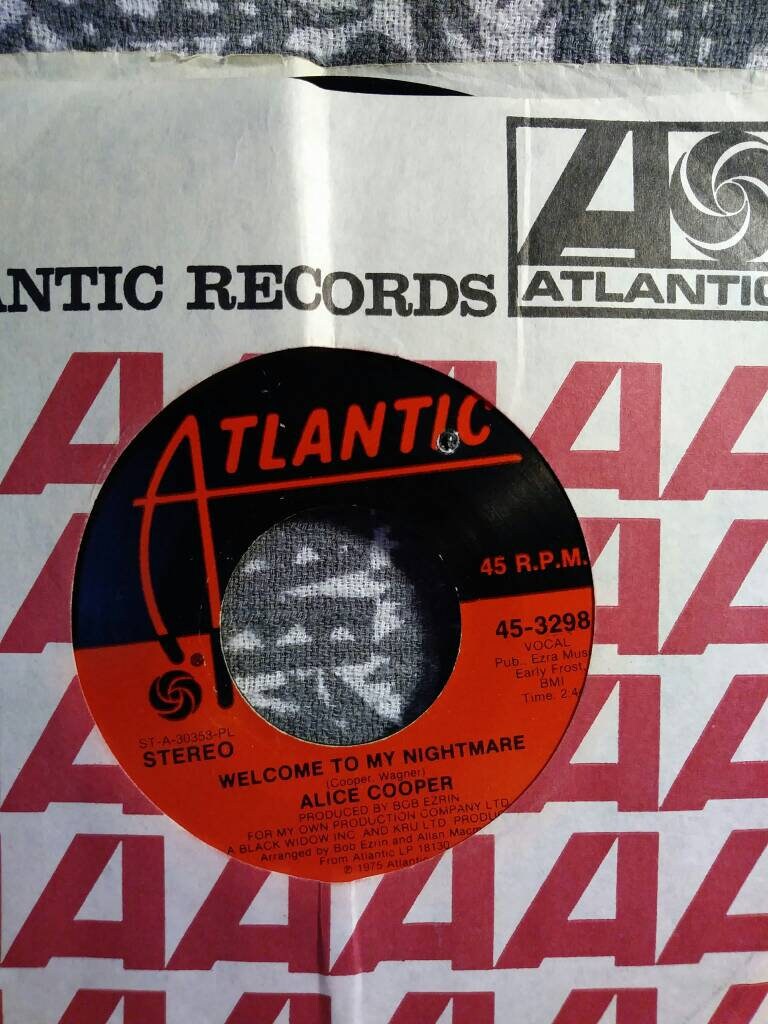 ATLANTIC
ANTIC RECORDS
ATLANTIC
45 R.P.M.
45-3298
VOCAL
Pub., Ezra Mus
Early Frost,
BMI
Time: 2:4
ST-A-30353-PL
STEREO
WELCOME TO MY NIGHTMARE
(Cooper, Wagner)
ALICE COOPER
PRODUCED BY BOB EZRIN
FOR MY OWN PRODUCTION COMPANY LTD
A BLACK WIDOW INC. AND KRU LTD. PRODU
Arranged by Bob Ezrin and Allan Macm
From Atlantic LP 18130
℗ 1975 Atlantic